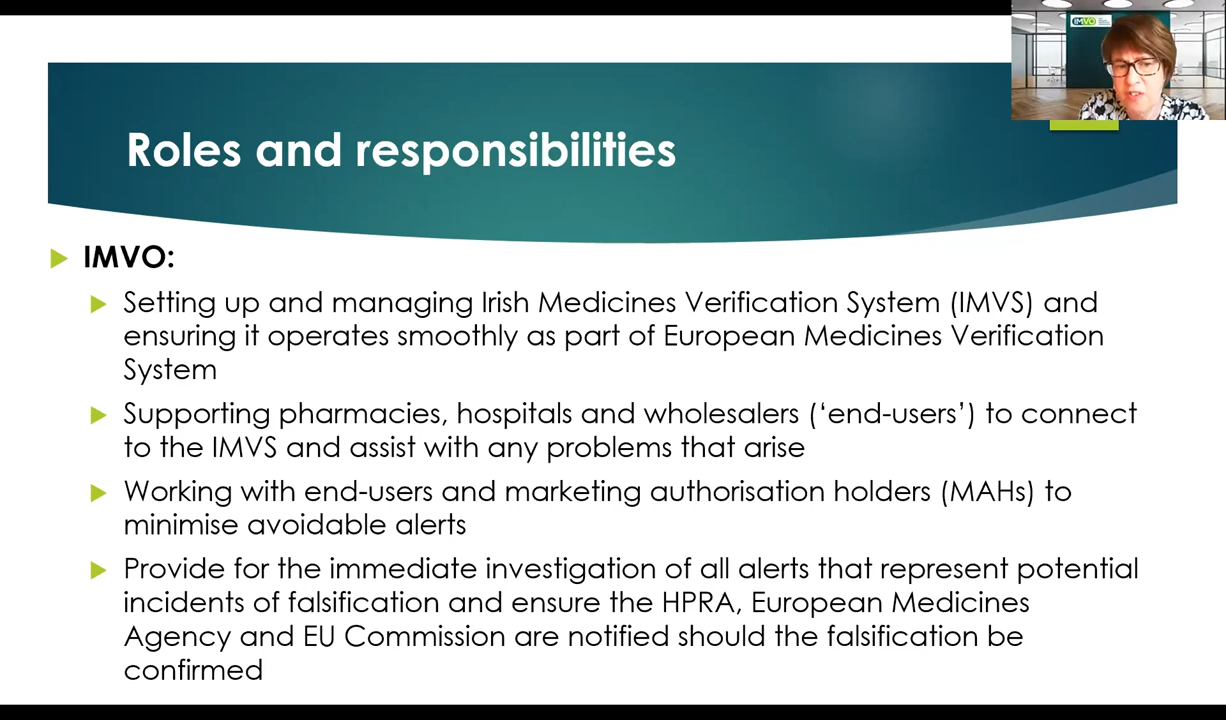 IMVO
Roles and responsibilities
IMVO:
Setting up and managing Irish Medicines Verification System (IMVS) and
ensuring it operates smoothly as part of European Medicines Verification
System
Supporting pharmacies, hospitals and wholesalers (‘end-users’) to connect
to the IMVS and assist with any problems that arise
Working with end-users and marketing authorisation holders (MAHs) to
minimise avoidable alerts
Provide for the immediate investigation of all alerts that represent potential
incidents of falsification and ensure the HPRA, European Medicines
Agency and EU Commission are notified should the falsification be
confirmed